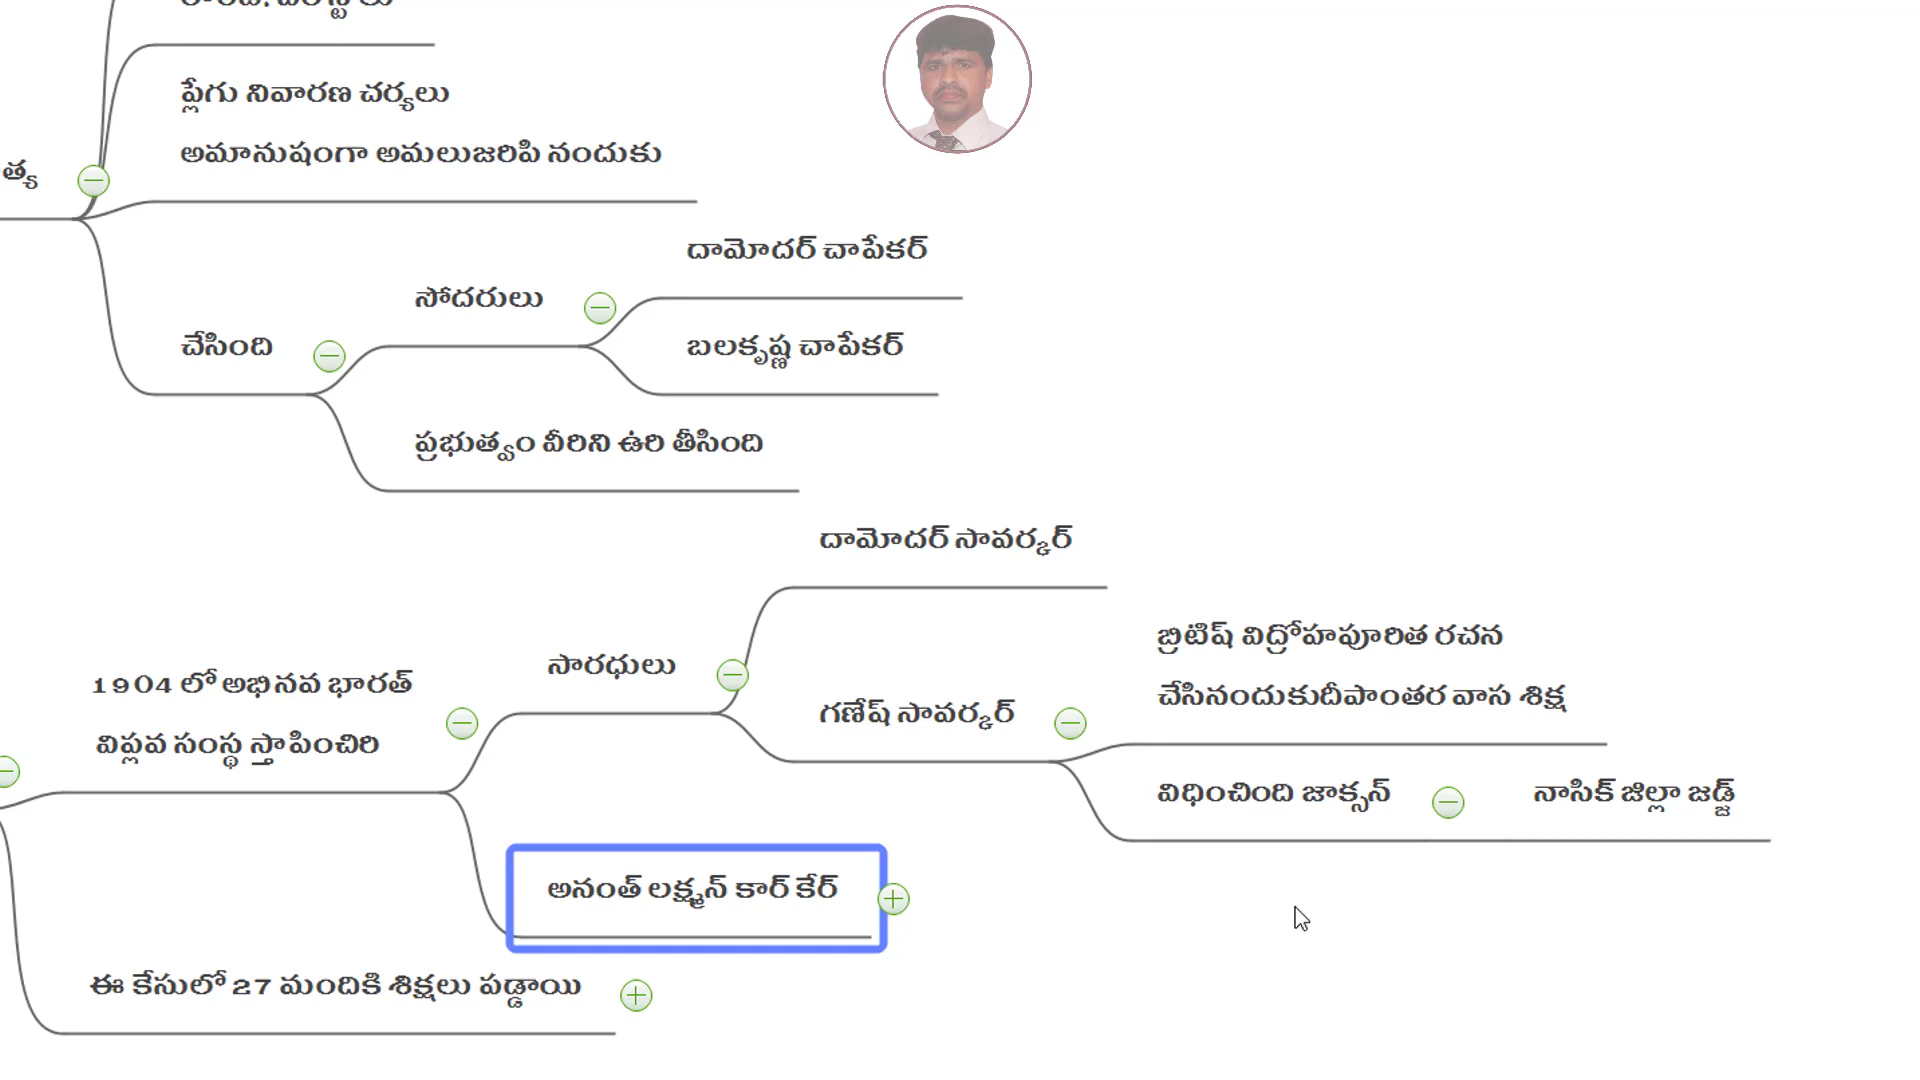 ప్లేగు నివారణ చర్యలు
అమానుషంగా అమలుజరిపి నందుకు
త్య
దామోదర్ చాపేకర్
సోదరులు
చేసింది
బలకృష్ణ చాపేకర్
ప్రభుత్వం వీరిని ఉరి తీసింది
దామోదర్ సావర్కర్
బ్రిటిష్ విద్రోహపూరిత రచన
చేసినందుకుదీపాంతర వాస శిక్ష
సారధులు
గణేష్ సావర్కర్
1904 లో అభినవ భారత్
విప్లవ సంస్థ స్తాపించిరి
విధించింది జాక్సన్
నాసిక్ జిల్లా జడ్జ్
అనంత్ లక్ష్మన్ కార్ కేర్
ఈ కేసులో 27 మందికి శిక్షలు పడ్డాయి